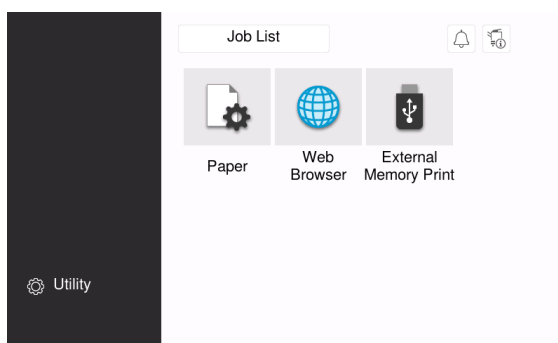 Job List
Paper
Web
Browser
External
Memory Print
Utility